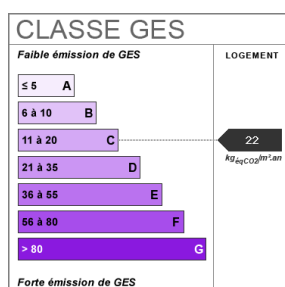 CLASSE GES
Faible émission de GES
LOGEMENT
≤ 5 A
6 à 10 B
11 à 20 C
22
kgéqCO2/m².an
21 à 35 D
36 à 55 E
56 à 80 F
> 80 G
Forte émission de GES